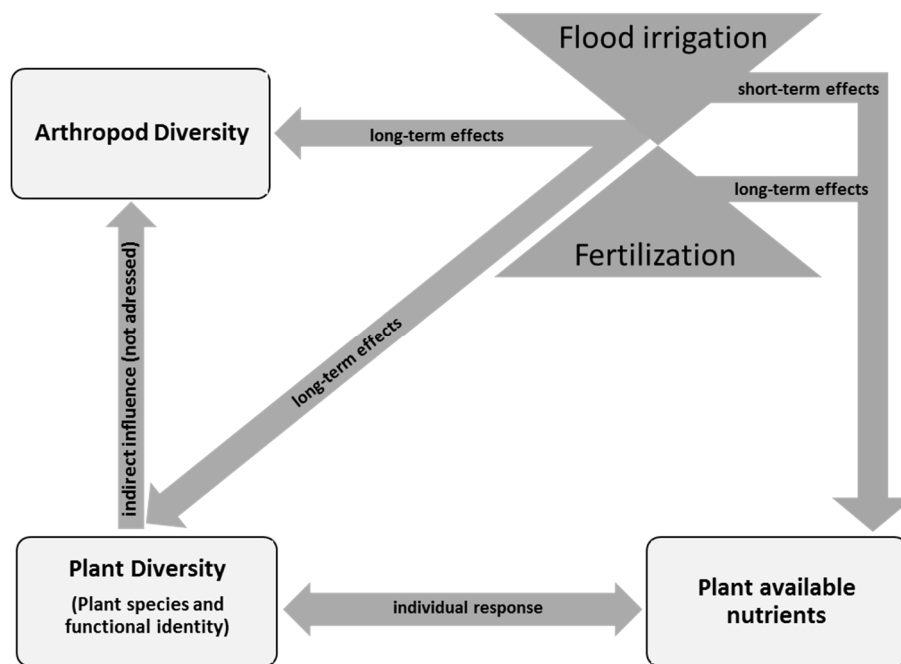 Flood irrigation
short-term effects
Arthropod Diversity
long-term effects
long-term effects
Fertilization
long-term effects
indirect influence (not adressed)
Plant Diversity
(Plant species and
functional identity)
individual response
Plant available
nutrients